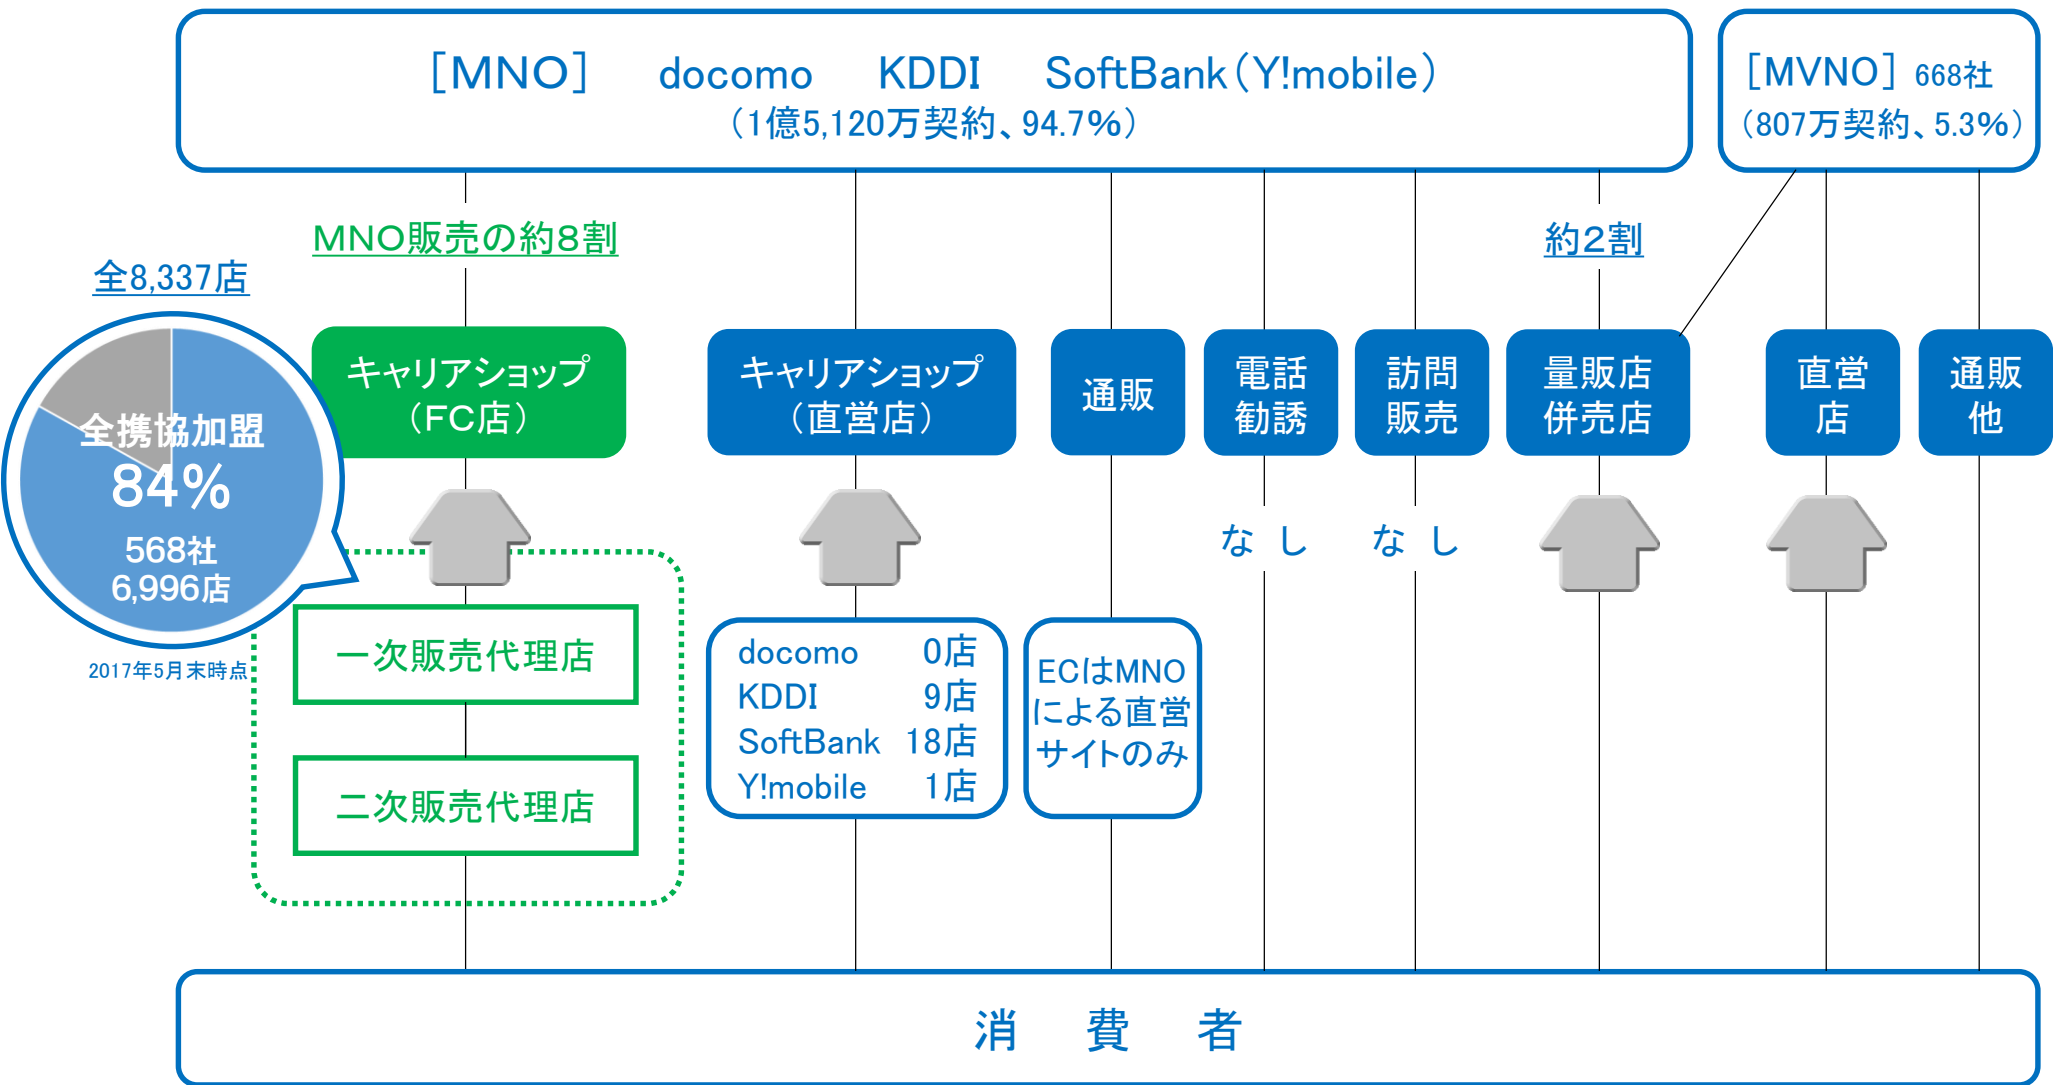 ［ＭＮＯ］　docomo　KDDI　SoftBank（Y!mobile）
（1億5,120万契約、94.7％）
［MVNO］668社
（807万契約、5.3％）
ＭＮＯ販売の約８割
約２割
全8,337店
全携協加盟
84%
568社
6,996店
2017年5月末時点
キャリアショップ
（ＦＣ店）
キャリアショップ
（直営店）
通販
電話
勧誘
訪問
販売
量販店
併売店
直営
店
通販
他
な し
な し
一次販売代理店
二次販売代理店
docomo 0店
KDDI 9店
SoftBank 18店
Y!mobile 1店
ECはMNO
による直営
サイトのみ
消　費　者